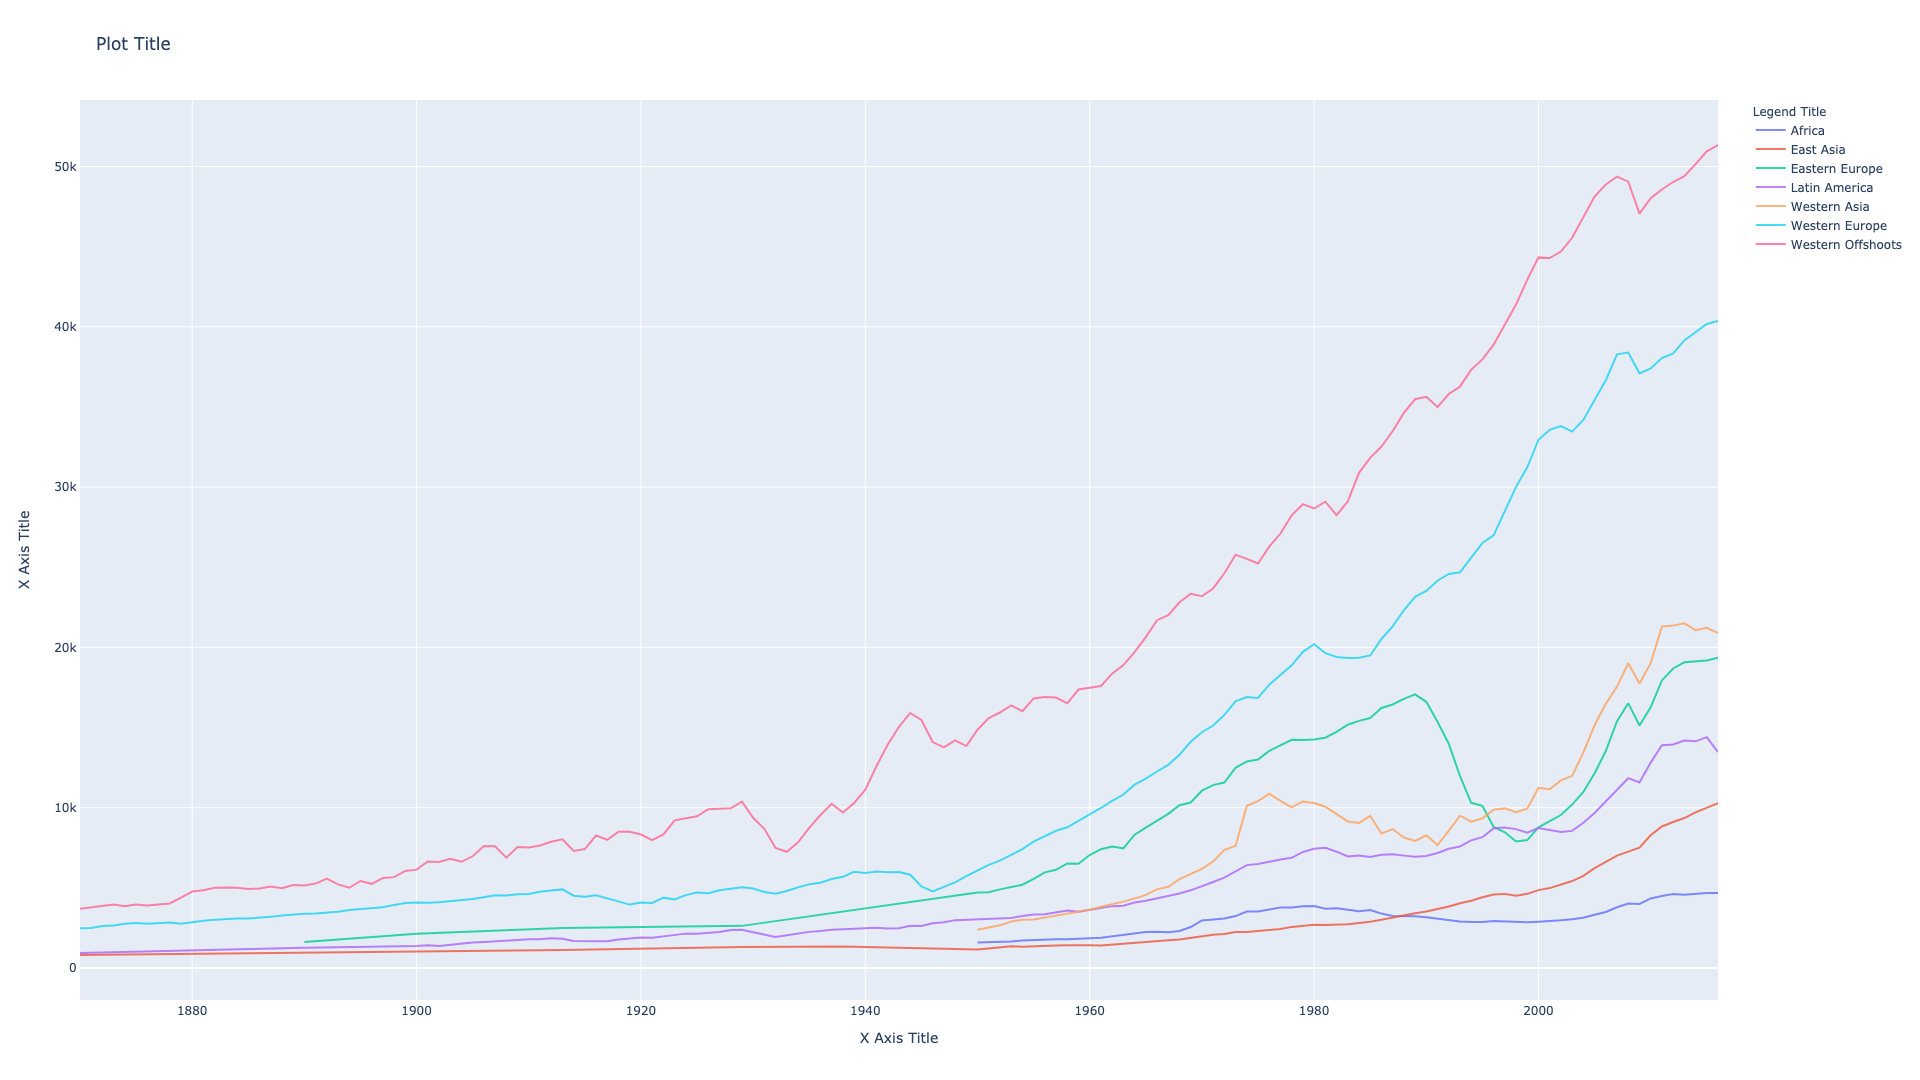 Plot Title
Legend Title
Africa
East Asia
Eastern Europe
Latin America
Western Asia
Western Europe
Western Offshoots
50k
40k
30k
20k
10k
0
X Axis Title
1880
1900
1920
1940
1960
1980
2000
X Axis Title